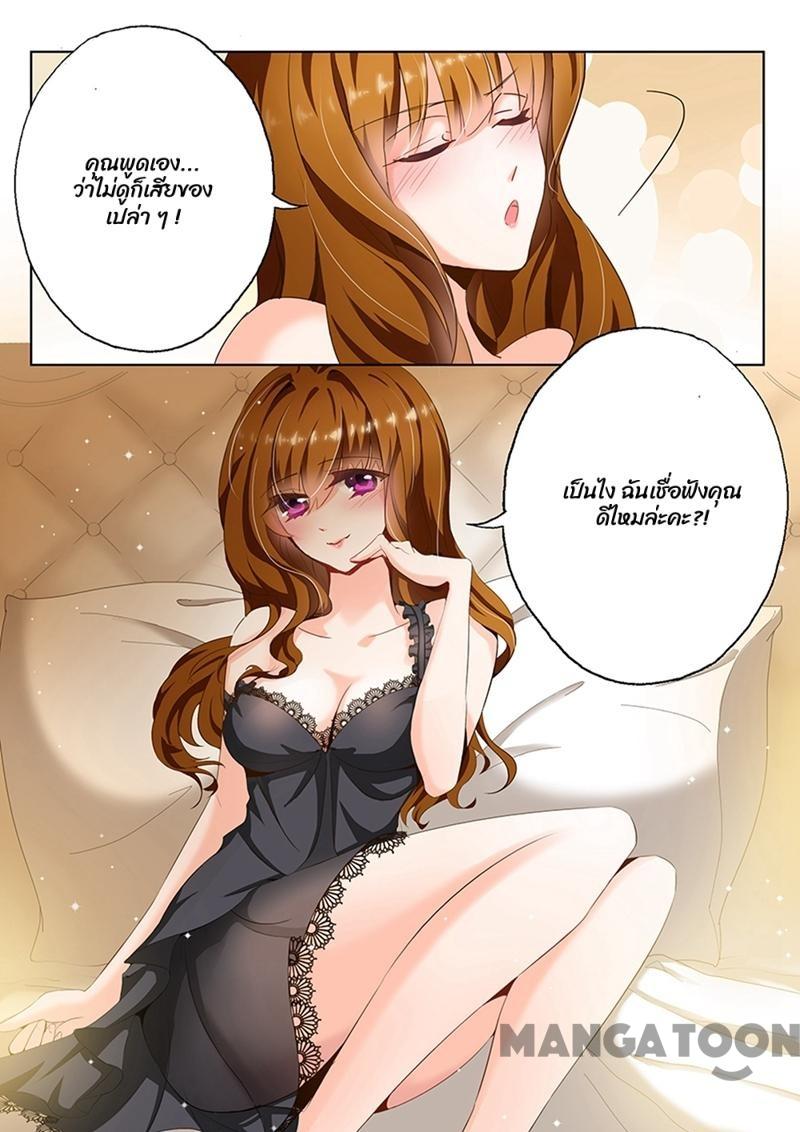 คุณพูดเอง...
ว่าไม่ดูก็เสียของ
เปล่า ๆ !
เป็นไง ฉันเชื่อฟังคุณ
ดีไหมล่ะคะ?!
MANGATOON